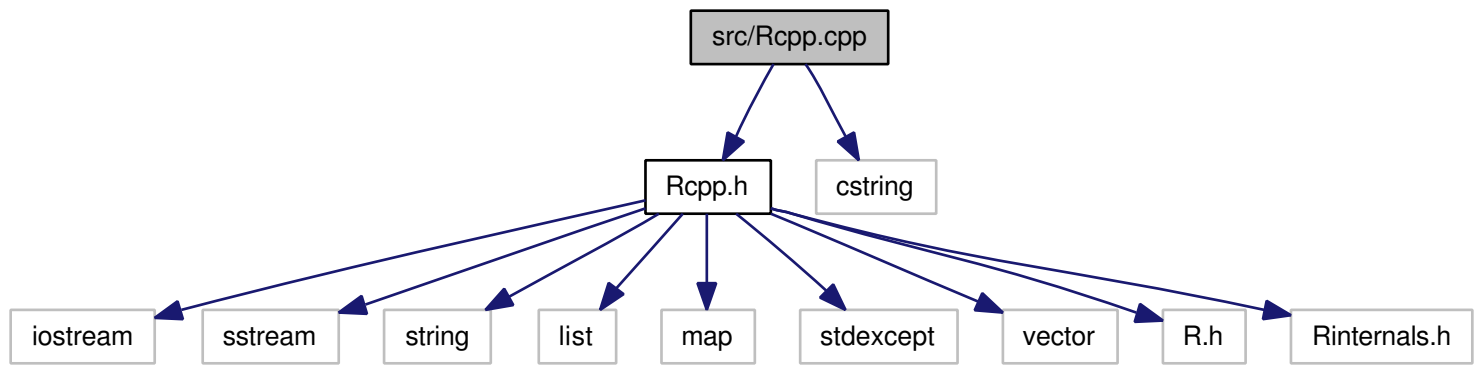 src/Rcpp.cpp
Rcpp.h
cstring
iostream
sstream
string
list
map
stdexcept
vector
R.h
Rinternals.h